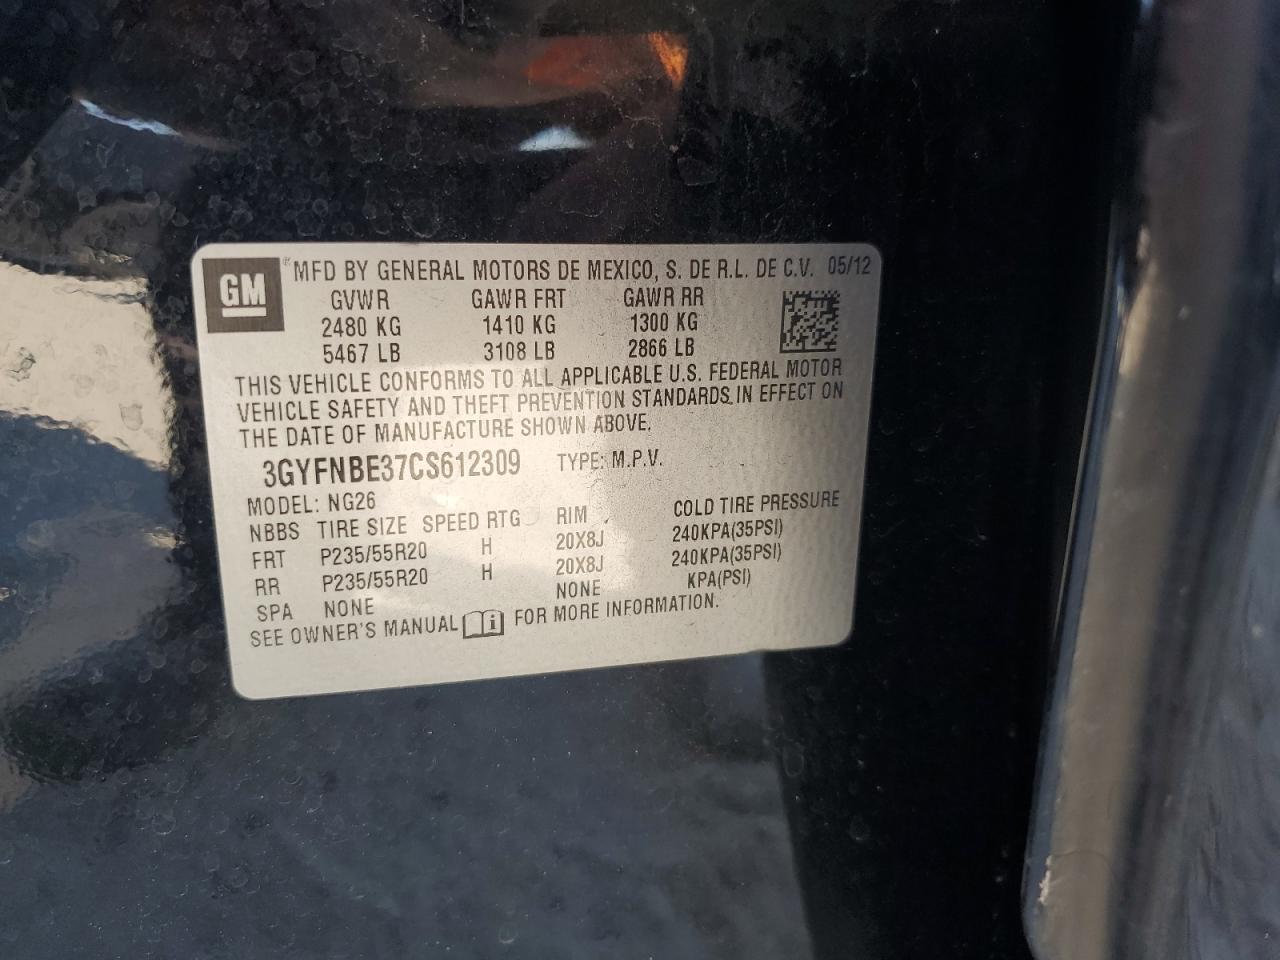 GM ® MFD BY GENERAL MOTORS DE MEXICO, S. DE R.L. DE C.V. 05/12
GVWR GAWR FRT GAWR RR
2480 KG 1410 KG 1300 KG
5467 LB 3108 LB 2866 LB
THIS VEHICLE CONFORMS TO ALL APPLICABLE U.S. FEDERAL MOTOR
VEHICLE SAFETY AND THEFT PREVENTION STANDARDS IN EFFECT ON
THE DATE OF MANUFACTURE SHOWN ABOVE.
3GYFNBE37CS612309 TYPE: M.P.V.
MODEL: NG26
NBBS TIRE SIZE SPEED RTG RIM COLD TIRE PRESSURE
FRT P235/55R20 H 20X8J 240KPA(35PSI)
RR P235/55R20 H 20X8J 240KPA(35PSI)
SPA NONE NONE KPA(PSI)
SEE OWNER'S MANUAL i FOR MORE INFORMATION.